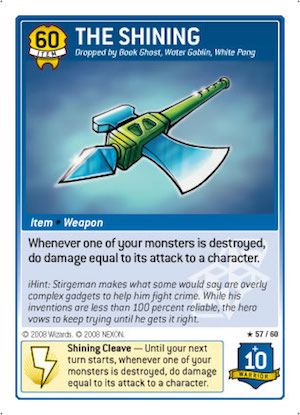 60
ITEM
THE SHINING
Dropped by Book Ghost, Water Goblin, White Pang
Item • Weapon
Whenever one of your monsters is destroyed,
do damage equal to its attack to a character.
iHint: Stirgeman makes what some would say are overly
complex gadgets to help him fight crime. While his
inventions are less than 100 percent reliable, the hero
vows to keep trying until he gets it right.
© 2008 Wizards. © 2008 NEXON.
★ 57 / 60
Shining Cleave — Until your next
turn starts, whenever one of your
monsters is destroyed, do damage
equal to its attack to a character.
10
WARRIOR